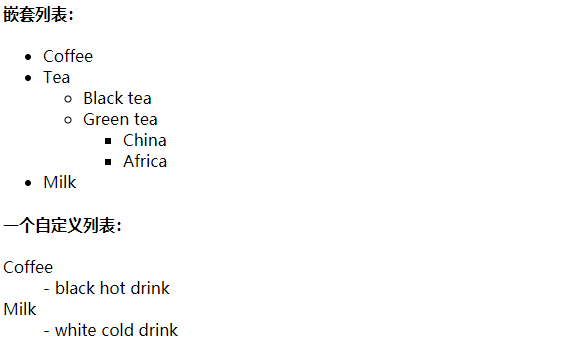 嵌套列表：
Coffee
Tea
Black tea
Green tea
China
Africa
Milk
一个自定义列表：
Coffee
- black hot drink
Milk
- white cold drink